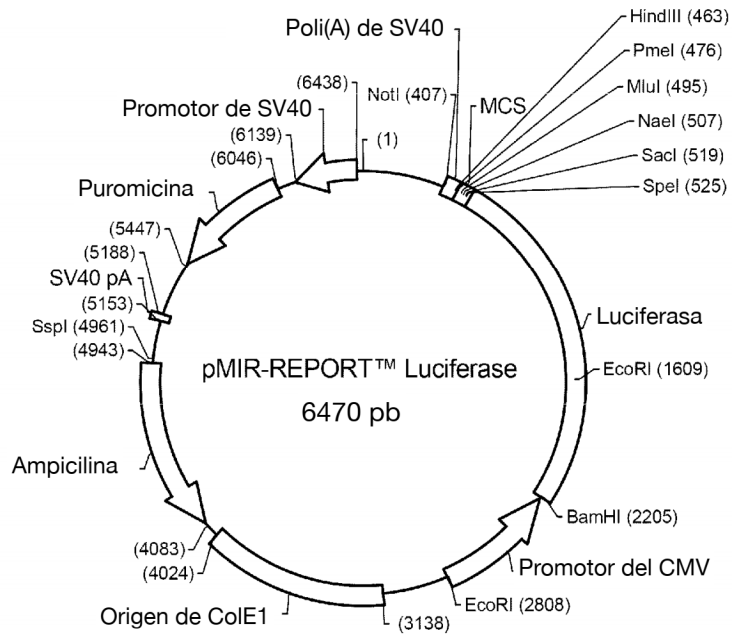 Poli(A) de SV40
HindIII (463)
PmeI (476)
MluI (495)
NaeI (507)
SacI (519)
SpeI (525)
(6438)
NotI (407)
MCS
Promotor de SV40
(6139)
(6046)
(1)
Puromicina
(5447)
(5188)
SV40 pA
(5153)
SspI (4961)
(4943)
Luciferasa
pMIR-REPORT™ Luciferase
6470 pb
EcoRI (1609)
Ampicilina
BamHI (2205)
(4083)
(4024)
Promotor del CMV
EcoRI (2808)
Origen de ColE1
(3138)